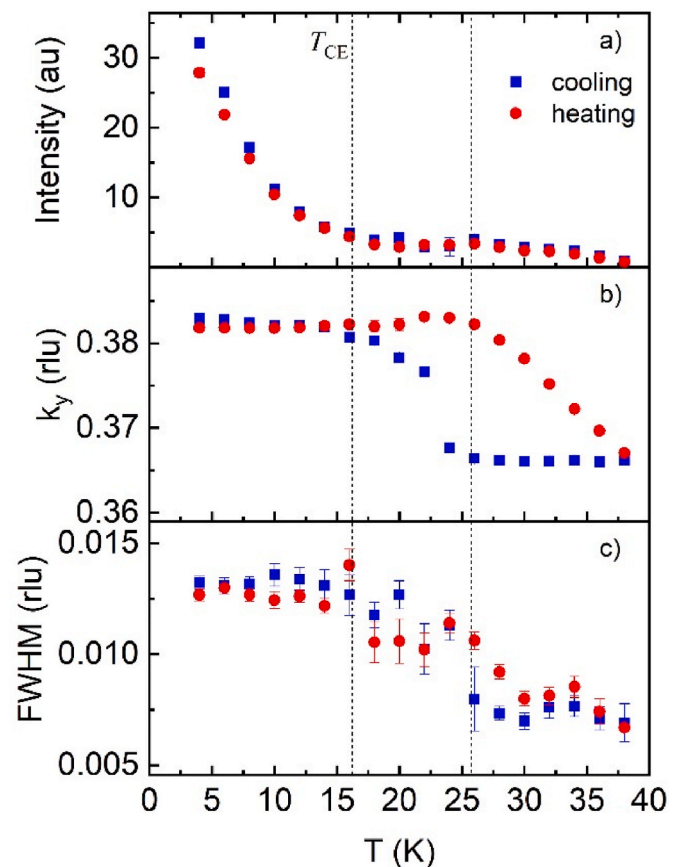 T_CE
a)
cooling
heating
Intensity (au)
30
20
10
b)
k_y (rlu)
0.38
0.37
0.36
c)
FWHM (rlu)
0.015
0.010
0.005
0 5 10 15 20 25 30 35 40
T (K)